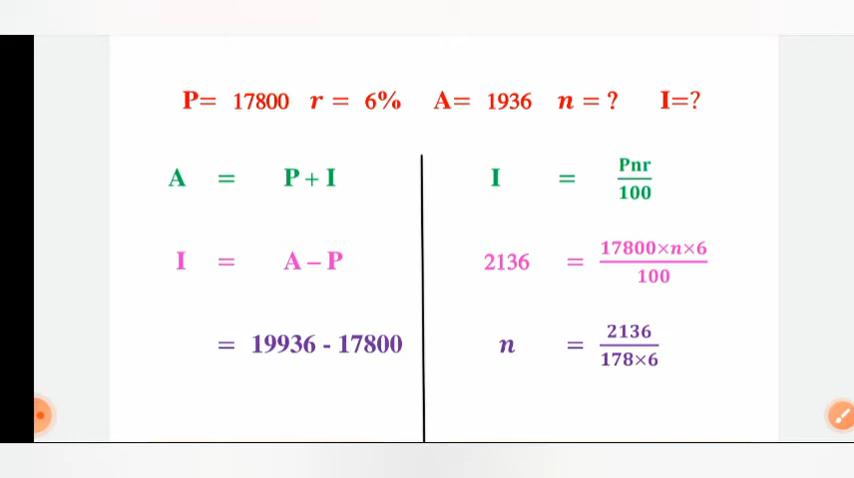 P= 17800 r = 6% A= 1936 n = ? I=?
A = P + I
I = A – P
= 19936 - 17800
I = Pnr/100
2136 = 17800×n×6/100
n = 2136/178×6